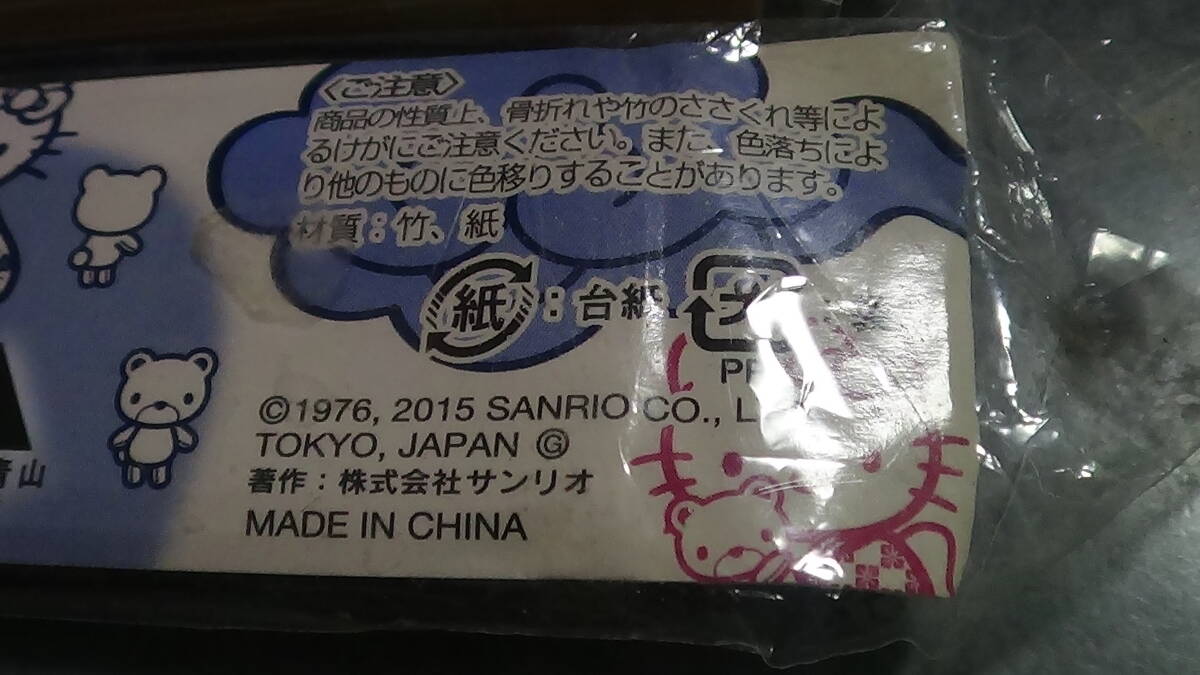 〈ご注意〉
商品の性質上、骨折れや竹のささくれ等によ
るけがにご注意ください。また、色落ちによ
り他のものに色移りすることがあります。
材質：竹、紙
紙：台紙 プ
©1976, 2015 SANRIO CO.,
TOKYO, JAPAN Ⓖ
著作：株式会社サンリオ
MADE IN CHINA
青山